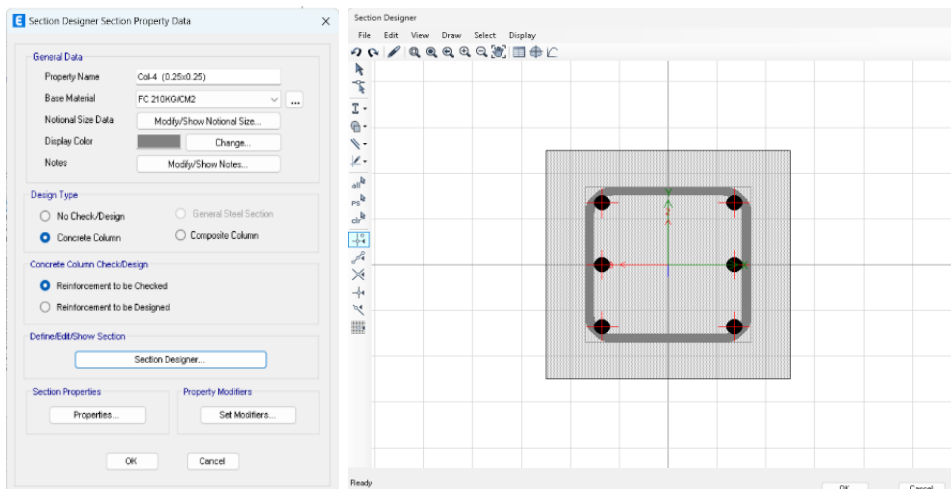 E Section Designer Section Property Data
General Data
Property Name Col-4 (0.25x0.25)
Base Material FC 210KG/CM2 ...
Notional Size Data Modify/Show Notional Size...
Display Color Change...
Notes Modify/Show Notes...
Design Type
No Check/Design General Steel Section
Concrete Column Composite Column
Concrete Column Check/Design
Reinforcement to be Checked
Reinforcement to be Designed
Define/Edit/Show Section
Section Designer...
Section Properties Property Modifiers
Properties... Set Modifiers...
OK Cancel
Section Designer
File Edit View Draw Select Display
all
ps
clr
Ready
OK Cancel